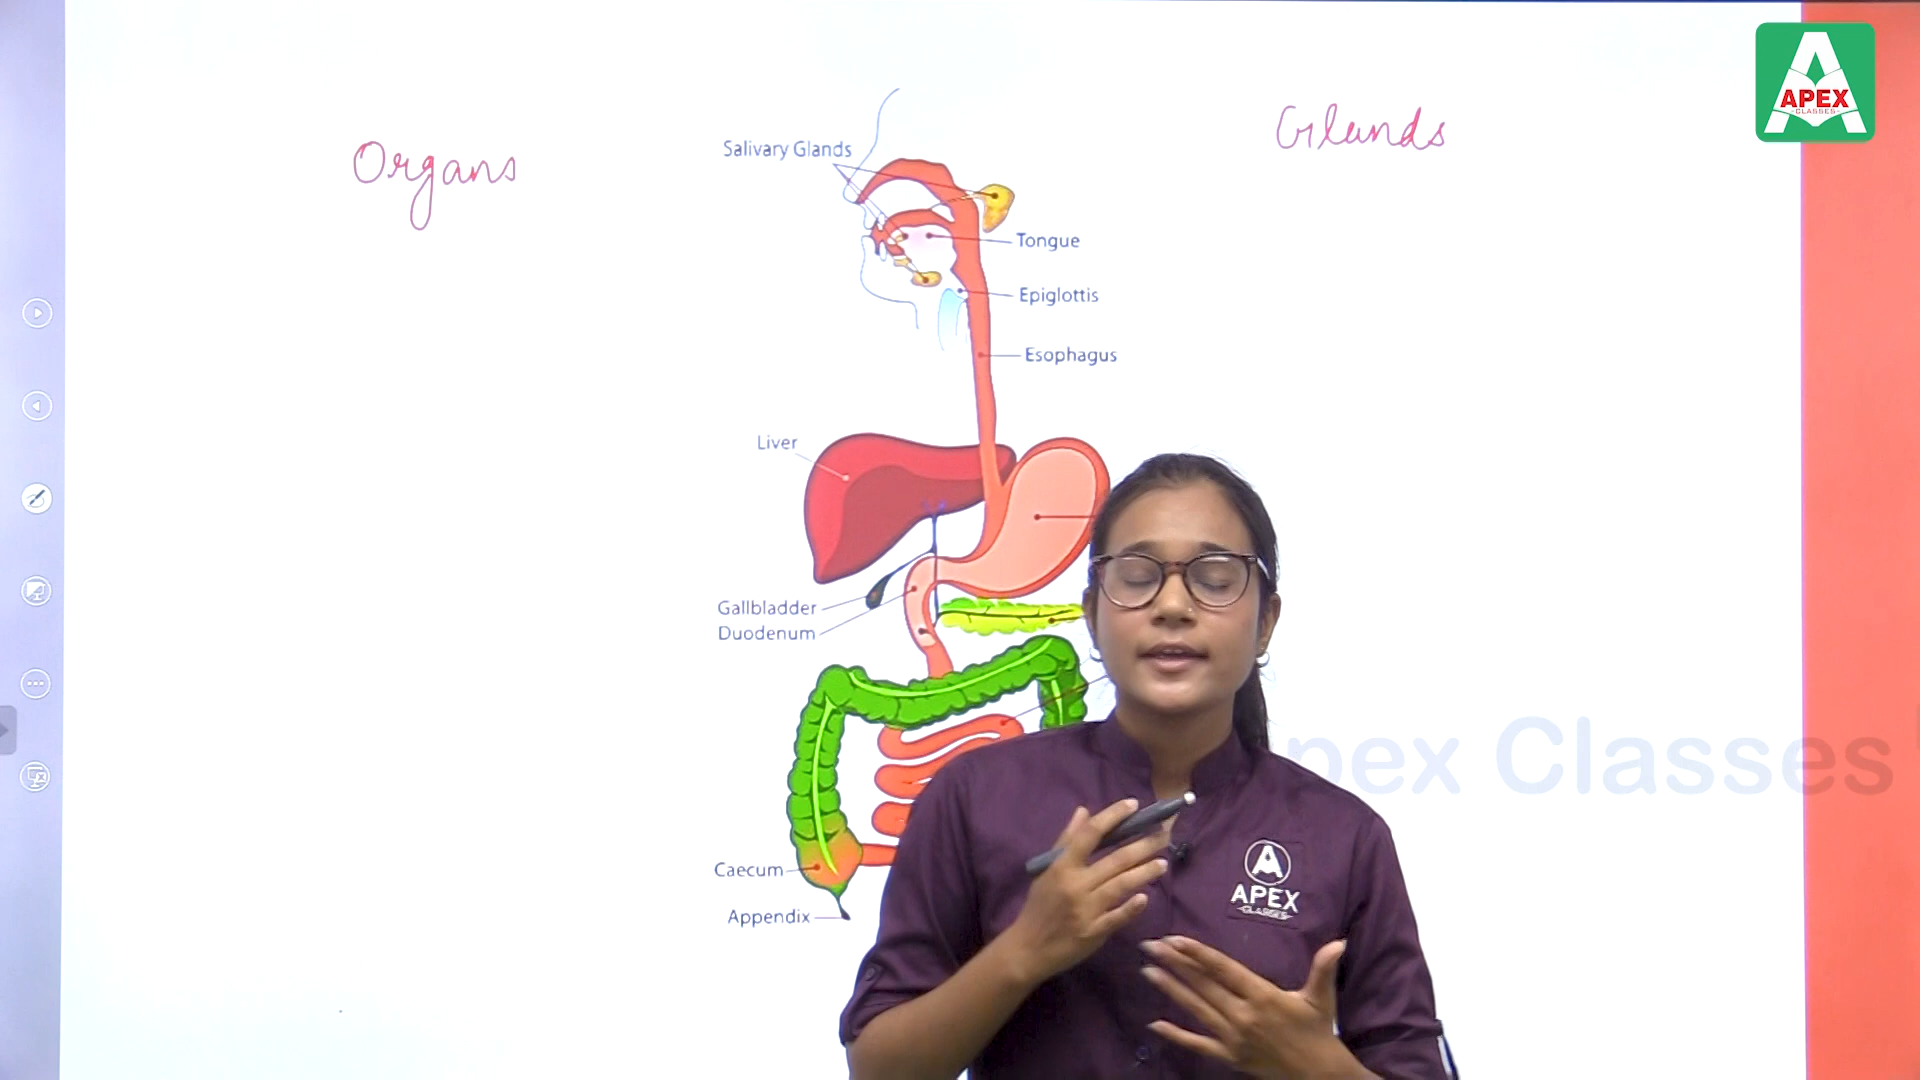 APEX
CLASSES
Organs
Glands
Salivary Glands
Tongue
Epiglottis
Esophagus
Liver
Gallbladder
Duodenum
Caecum
Appendix
pex Classes
APEX
CLASSES